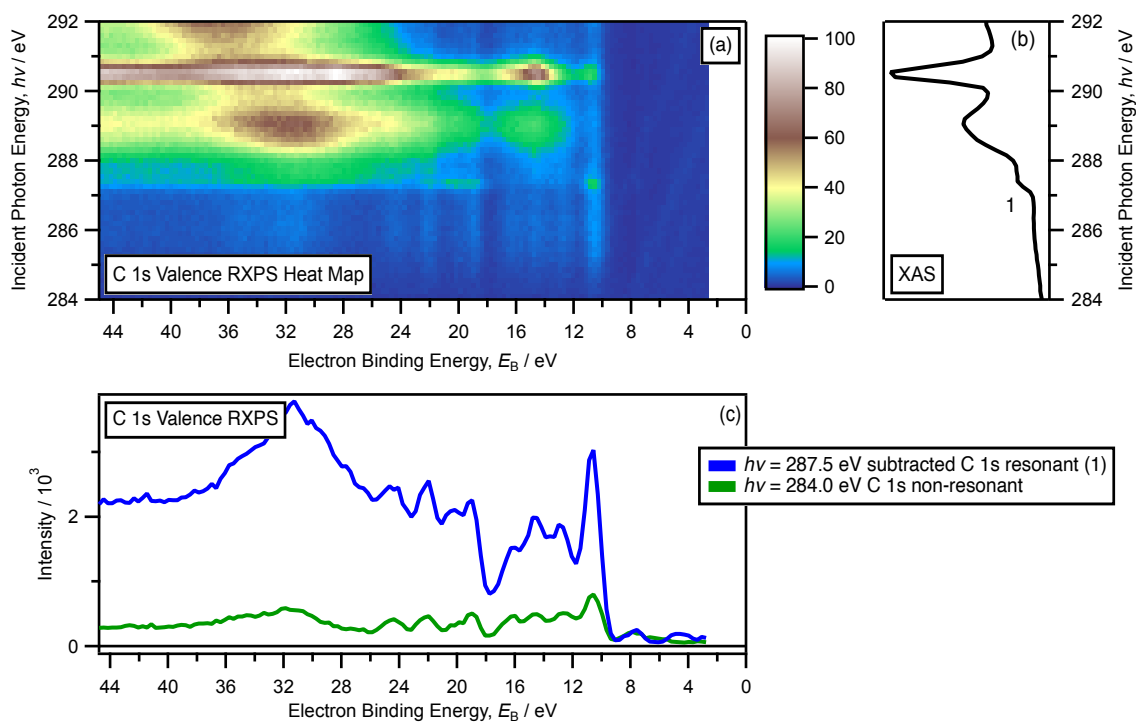 292
290
288
286
284
Incident Photon Energy, hν / eV
(a)
C 1s Valence RXPS Heat Map
44 40 36 32 28 24 20 16 12 8 4 0
Electron Binding Energy, E_B / eV
100
80
60
40
20
0
(b)
1
XAS
292
290
288
286
284
Incident Photon Energy, hν / eV
C 1s Valence RXPS
(c)
2
0
Intensity / 10³
44 40 36 32 28 24 20 16 12 8 4 0
Electron Binding Energy, E_B / eV
hν = 287.5 eV subtracted C 1s resonant (1)
hν = 284.0 eV C 1s non-resonant